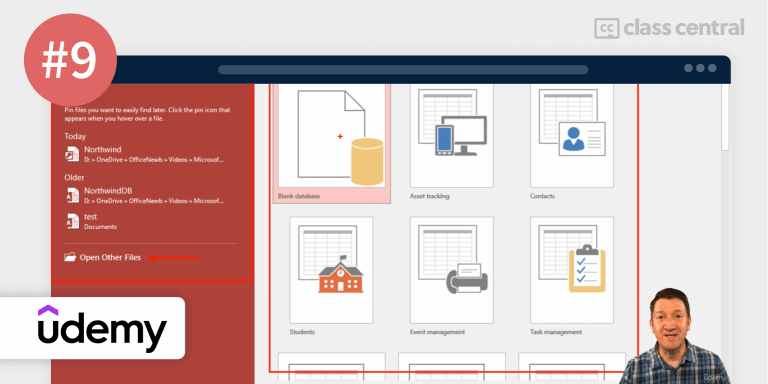 #9
class central
Pin files you want to easily find later. Click the pin icon that
appears when you hover over a file.
Today
Northwind
D: » OneDrive » OfficeNewb » Videos » Microsof...
Older
NorthwindDB
D: » OneDrive » OfficeNewb » Videos » Microsof...
test
Documents
Open Other Files
Blank database
Asset tracking
Contacts
Students
Event management
Task management
ûdemy
Udemy